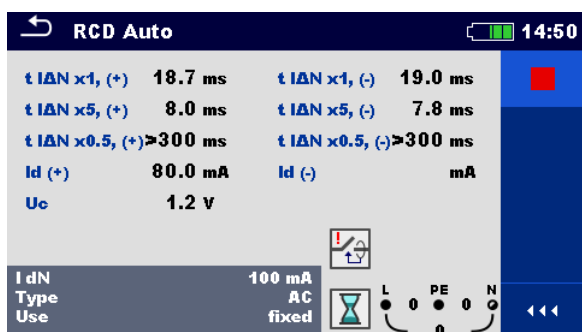 RCD Auto 14:50
t IΔN x1, (+) 18.7 ms t IΔN x1, (-) 19.0 ms
t IΔN x5, (+) 8.0 ms t IΔN x5, (-) 7.8 ms
t IΔN x0.5, (+) >300 ms t IΔN x0.5, (-) >300 ms
Id (+) 80.0 mA Id (-) mA
Uc 1.2 V
I dN 100 mA
Type AC
Use fixed
L PE N
0 0
0